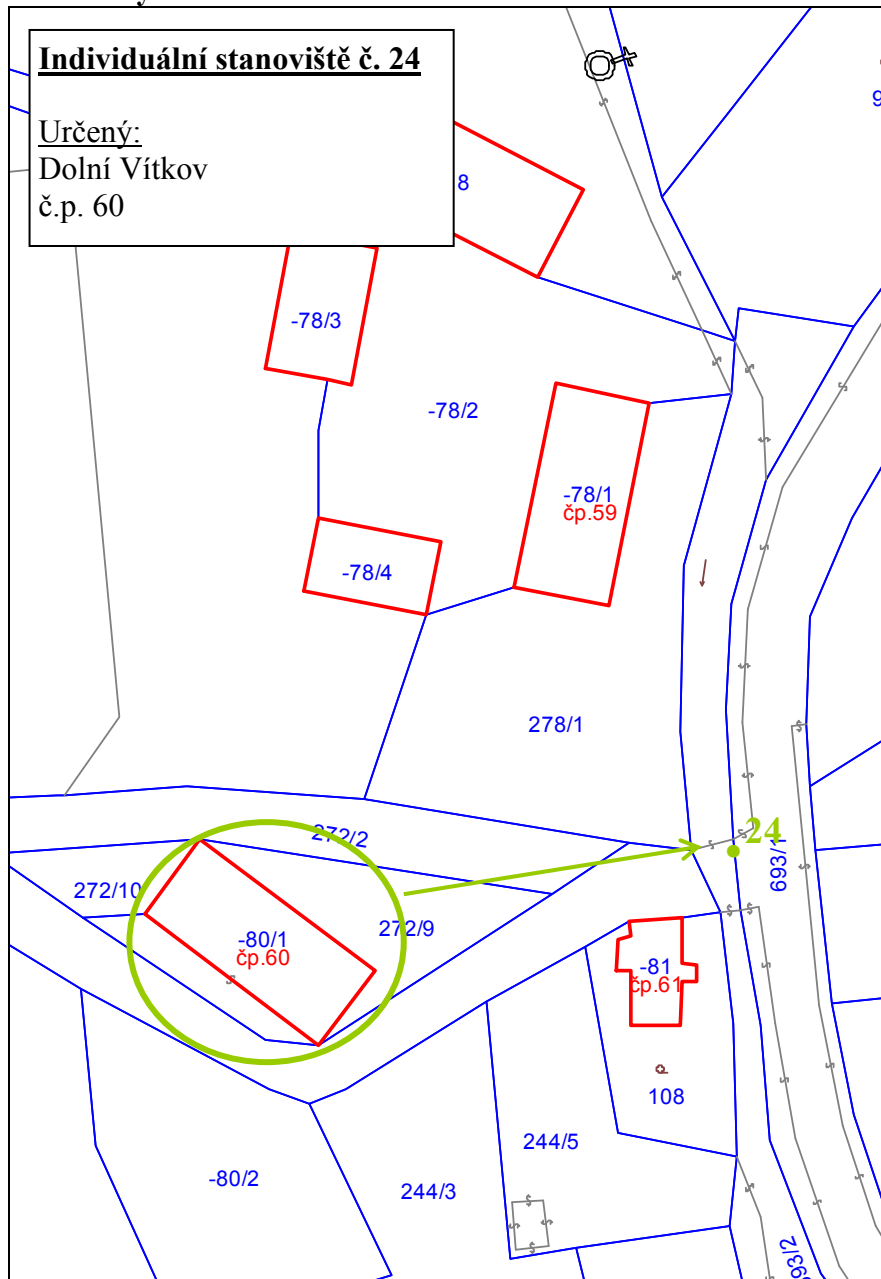 Individuální stanoviště č. 24
Určený:
Dolní Vítkov
č.p. 60
8
9
-78/3
-78/2
-78/1
čp.59
-78/4
278/1
24
272/2
693/1
272/10
272/9
-80/1
čp.60
-81
čp.61
108
244/5
-80/2
244/3
693/2